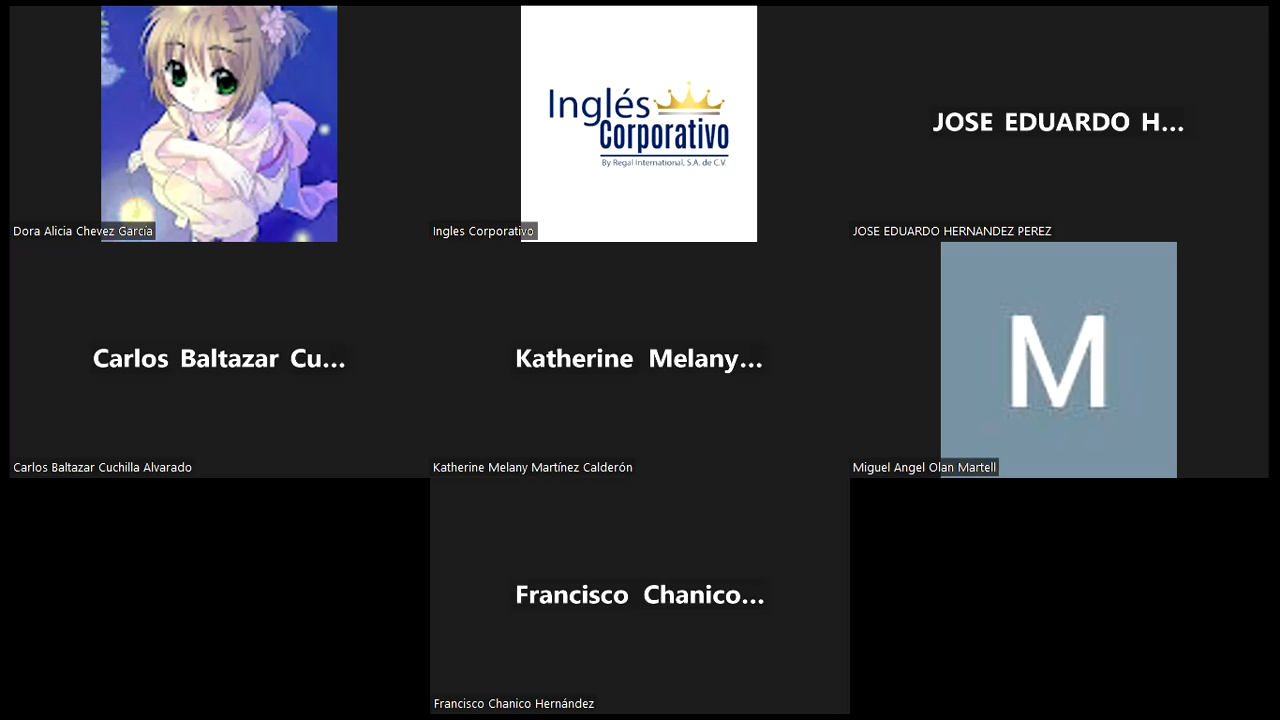 Dora Alicia Chevez García
Inglés
Corporativo
By Regal International, S.A. de C.V.
Ingles Corporativo
JOSE EDUARDO H...
JOSE EDUARDO HERNANDEZ PEREZ
Carlos Baltazar Cu...
Carlos Baltazar Cuchilla Alvarado
Katherine Melany...
Katherine Melany Martínez Calderón
M
Miguel Angel Olan Martell
Francisco Chanico...
Francisco Chanico Hernández